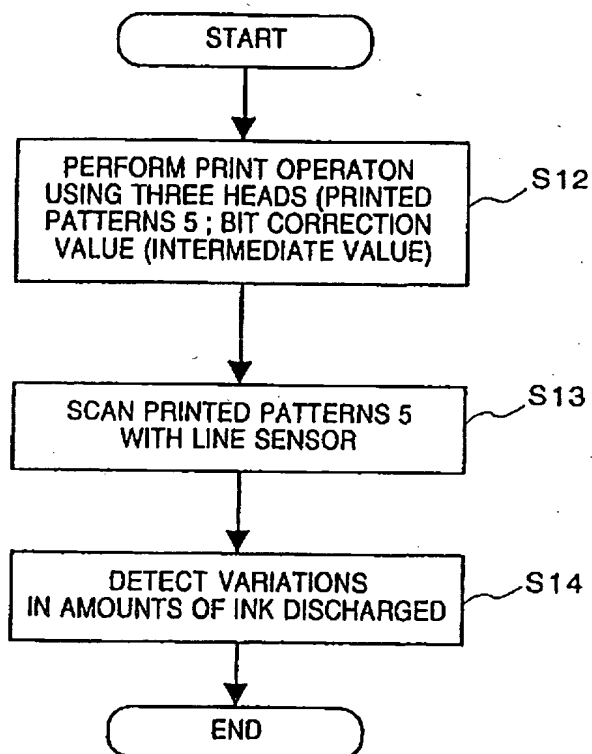 START
PERFORM PRINT OPERATON
USING THREE HEADS (PRINTED
PATTERNS 5 ; BIT CORRECTION
VALUE (INTERMEDIATE VALUE)
S12
SCAN PRINTED PATTERNS 5
WITH LINE SENSOR
S13
DETECT VARIATIONS
IN AMOUNTS OF INK DISCHARGED
S14
END